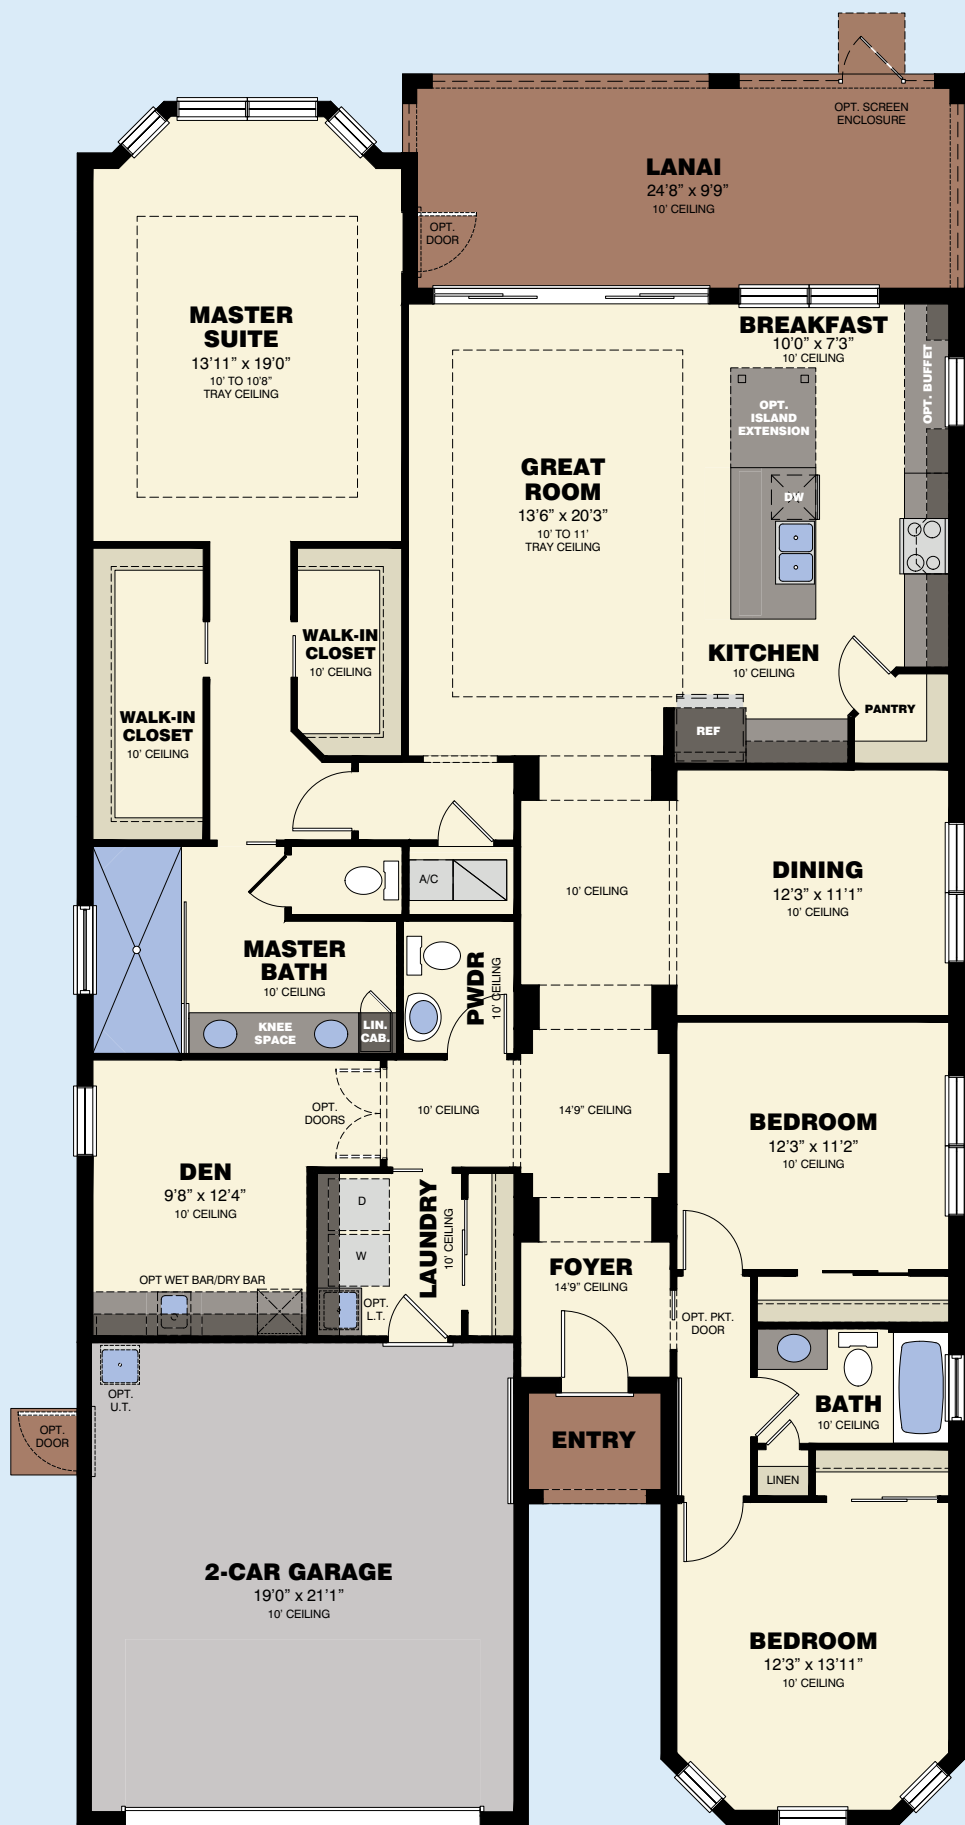 OPT. SCREEN
ENCLOSURE
LANAI
24'8” x 9'9”
10' CEILING
OPT.
DOOR
MASTER
SUITE
13'11” x 19'0”
10' TO 10'8”
TRAY CEILING
BREAKFAST
10'0” x 7'3”
10' CEILING
OPT. BUFFET
OPT.
ISLAND
EXTENSION
DW
GREAT
ROOM
13'6” x 20'3”
10' TO 11'
TRAY CEILING
WALK-IN
CLOSET
10' CEILING
KITCHEN
10' CEILING
WALK-IN
CLOSET
10' CEILING
PANTRY
REF
A/C
10' CEILING
DINING
12'3” x 11'1”
10' CEILING
MASTER
BATH
10' CEILING
PWDR
10' CEILING
KNEE
SPACE
LIN.
CAB.
OPT.
DOORS
10' CEILING
14'9” CEILING
BEDROOM
12'3” x 11'2”
10' CEILING
DEN
9'8” x 12'4”
10' CEILING
D
W
LAUNDRY
10' CEILING
FOYER
14'9” CEILING
OPT WET BAR/DRY BAR
OPT.
L.T.
OPT. PKT.
DOOR
OPT.
U.T.
BATH
10' CEILING
OPT.
DOOR
ENTRY
LINEN
2-CAR GARAGE
19'0” x 21'1”
10' CEILING
BEDROOM
12'3” x 13'11”
10' CEILING